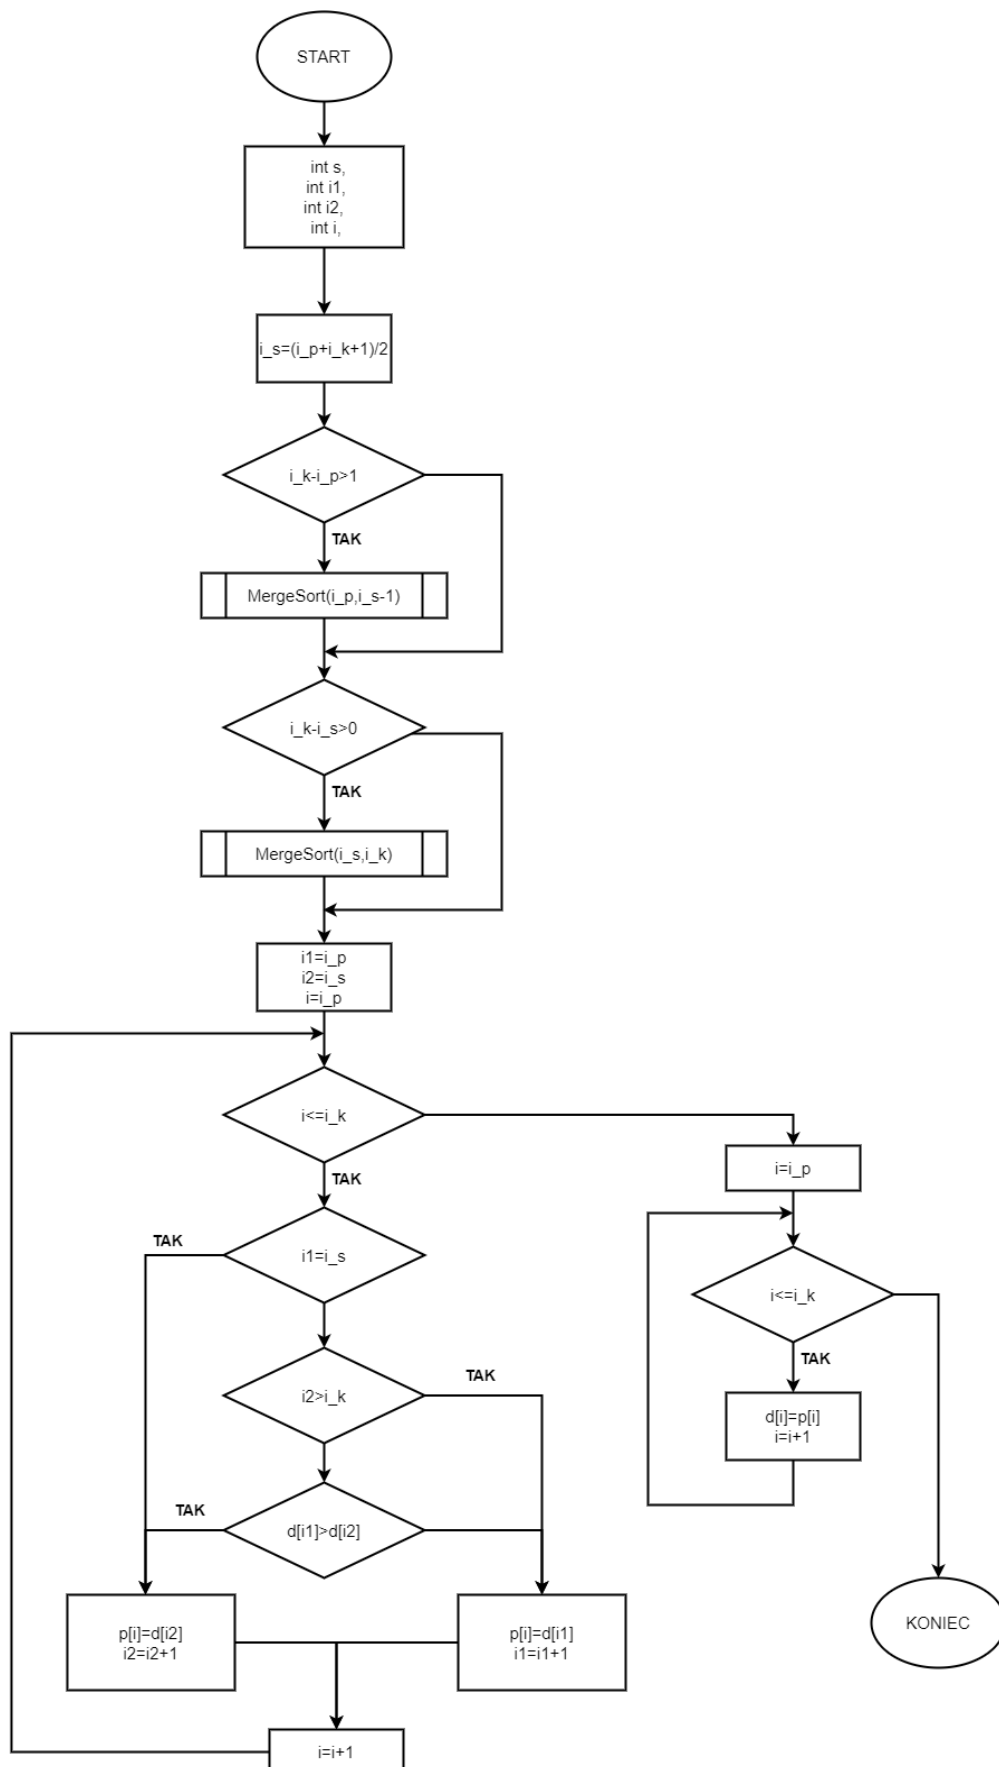 START
int s,
int i1,
int i2,
int i,
i_s=(i_p+i_k+1)/2
i_k-i_p>1
TAK
MergeSort(i_p,i_s-1)
i_k-i_s>0
TAK
MergeSort(i_s,i_k)
i1=i_p
i2=i_s
i=i_p
i<=i_k
TAK
i1=i_s
TAK
i2>i_k
TAK
d[i1]>d[i2]
TAK
p[i]=d[i2]
i2=i2+1
p[i]=d[i1]
i1=i1+1
i=i+1
i=i_p
i<=i_k
TAK
d[i]=p[i]
i=i+1
KONIEC